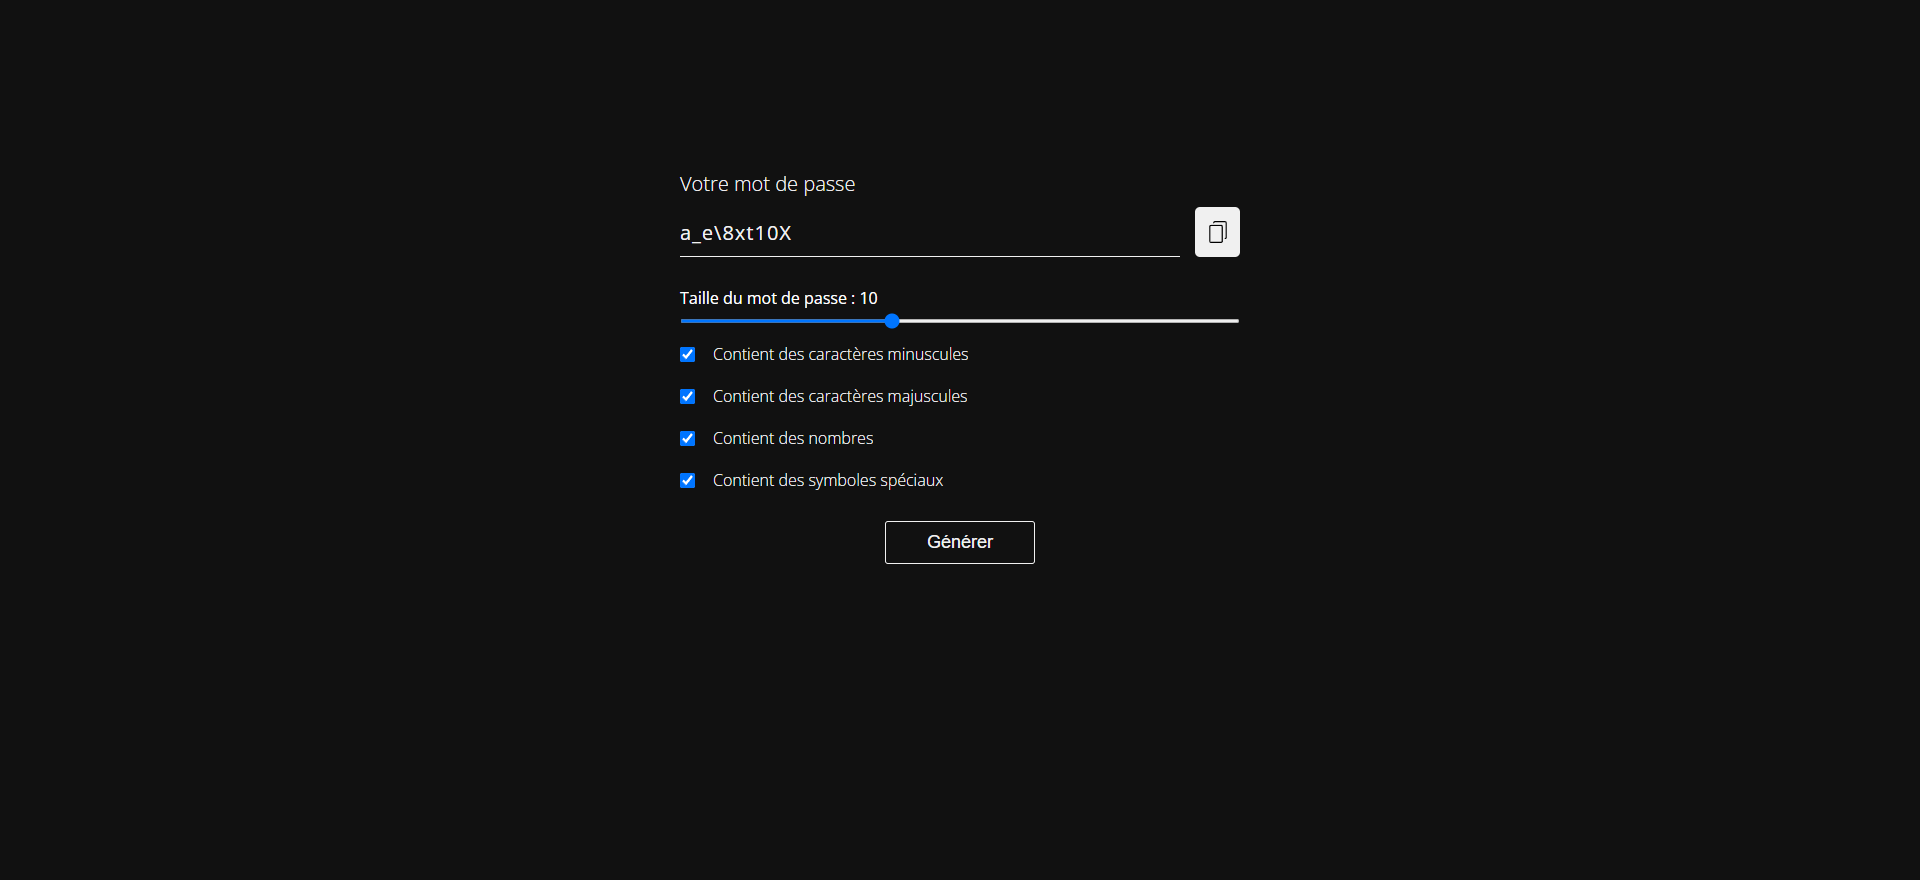 Votre mot de passe
a_e\8xt10X
Taille du mot de passe : 10
Contient des caractères minuscules
Contient des caractères majuscules
Contient des nombres
Contient des symboles spéciaux
Générer